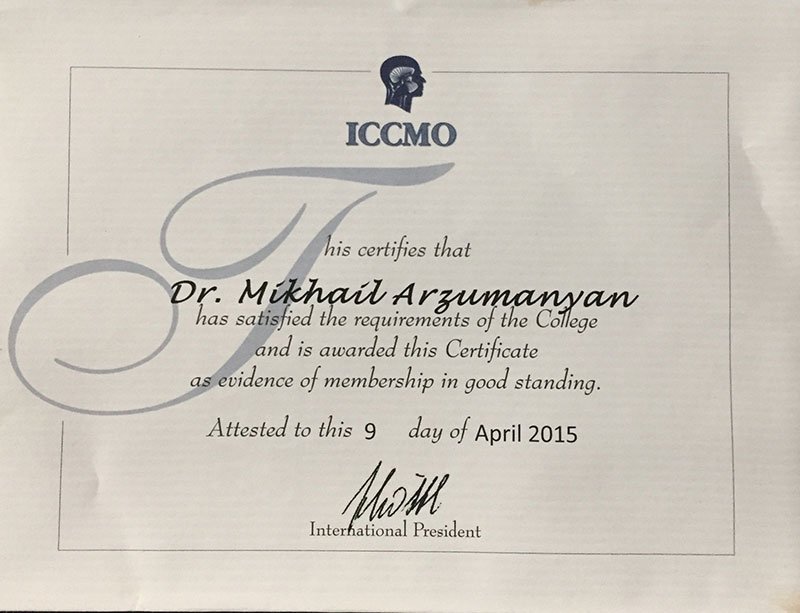 ICCMO
This certifies that
Dr. Mikhail Arzumanyan
has satisfied the requirements of the College
and is awarded this Certificate
as evidence of membership in good standing.
Attested to this 9 day of April 2015
International President